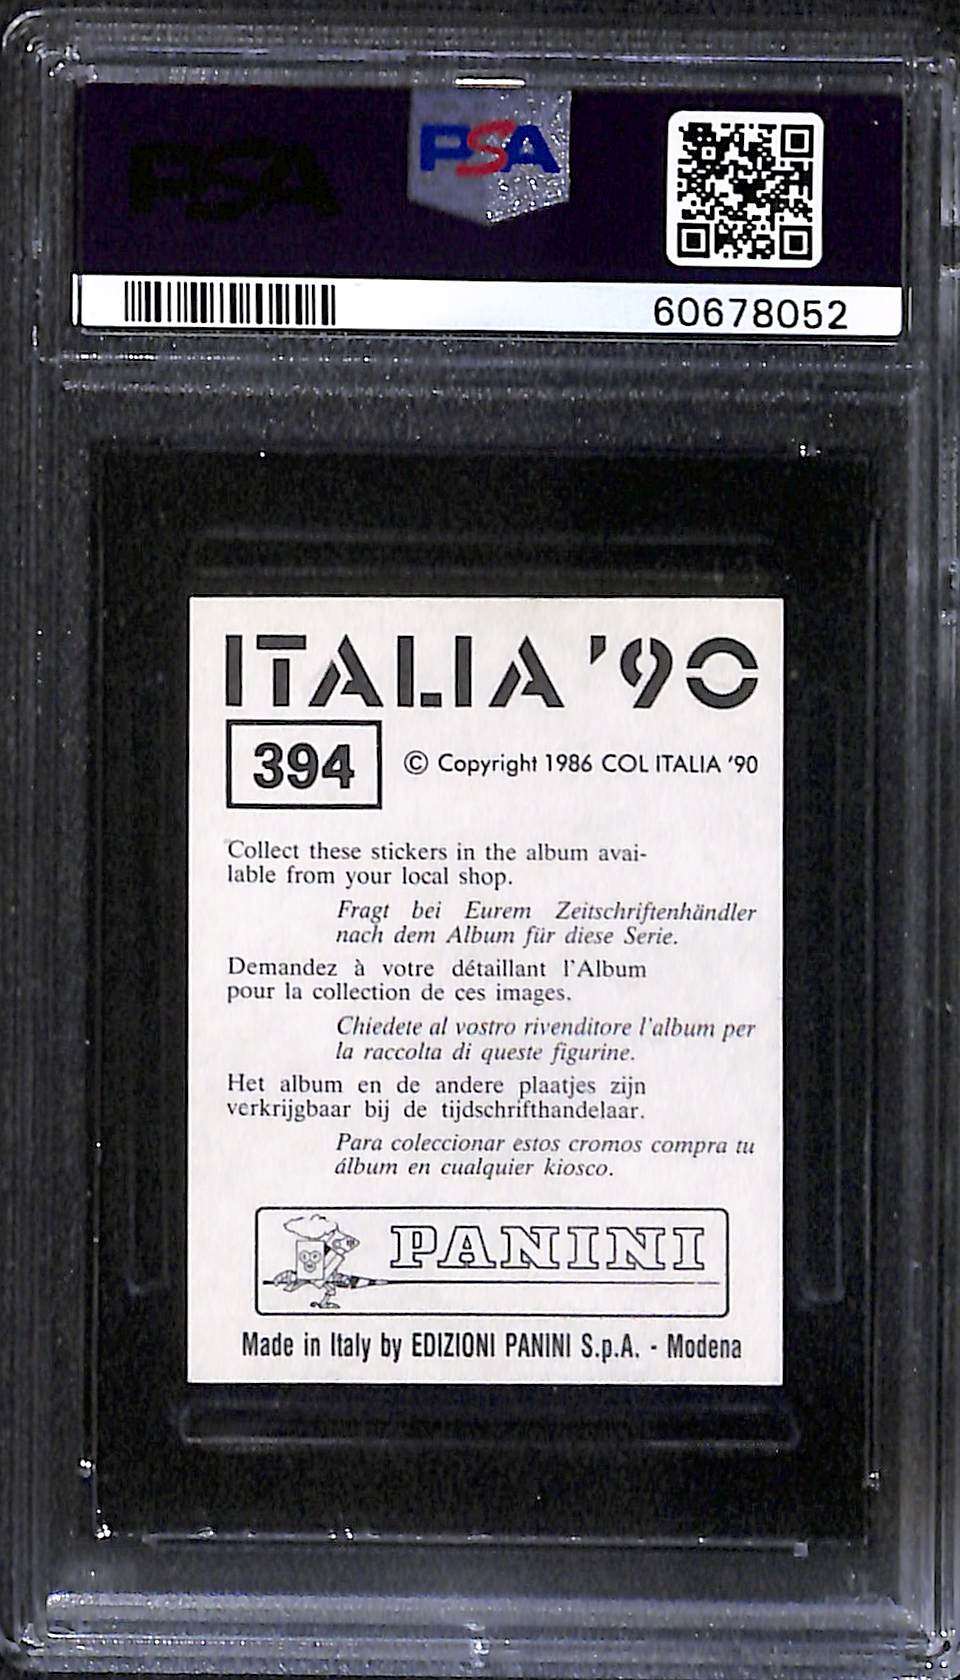 PSA
PSA
60678052
ITALIA '90
394
© Copyright 1986 COL ITALIA '90
Collect these stickers in the album avai-
lable from your local shop.
Fragt bei Eurem Zeitschriftenhändler
nach dem Album für diese Serie.
Demandez à votre détaillant l'Album
pour la collection de ces images.
Chiedete al vostro rivenditore l'album per
la raccolta di queste figurine.
Het album en de andere plaatjes zijn
verkrijgbaar bij de tijdschrifthandelaar.
Para coleccionar estos cromos compra tu
álbum en cualquier kiosco.
PANINI
Made in Italy by EDIZIONI PANINI S.p.A. - Modena